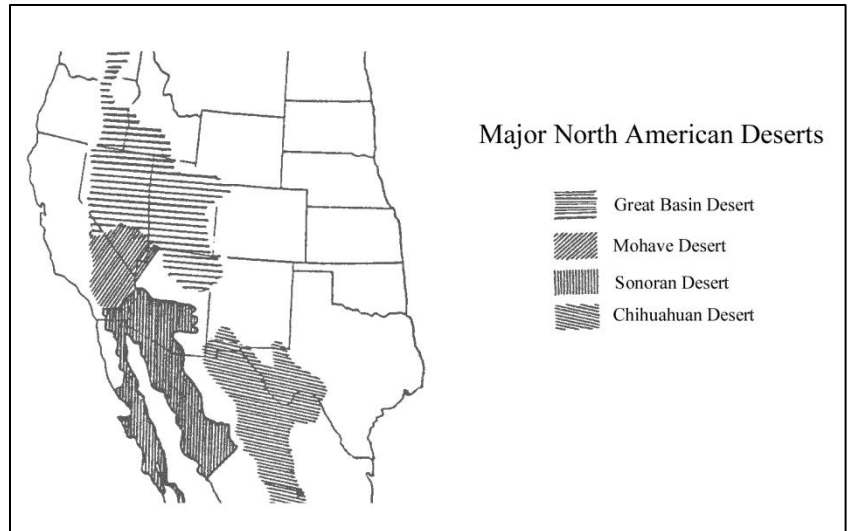 Major North American Deserts
Great Basin Desert
Mohave Desert
Sonoran Desert
Chihuahuan Desert